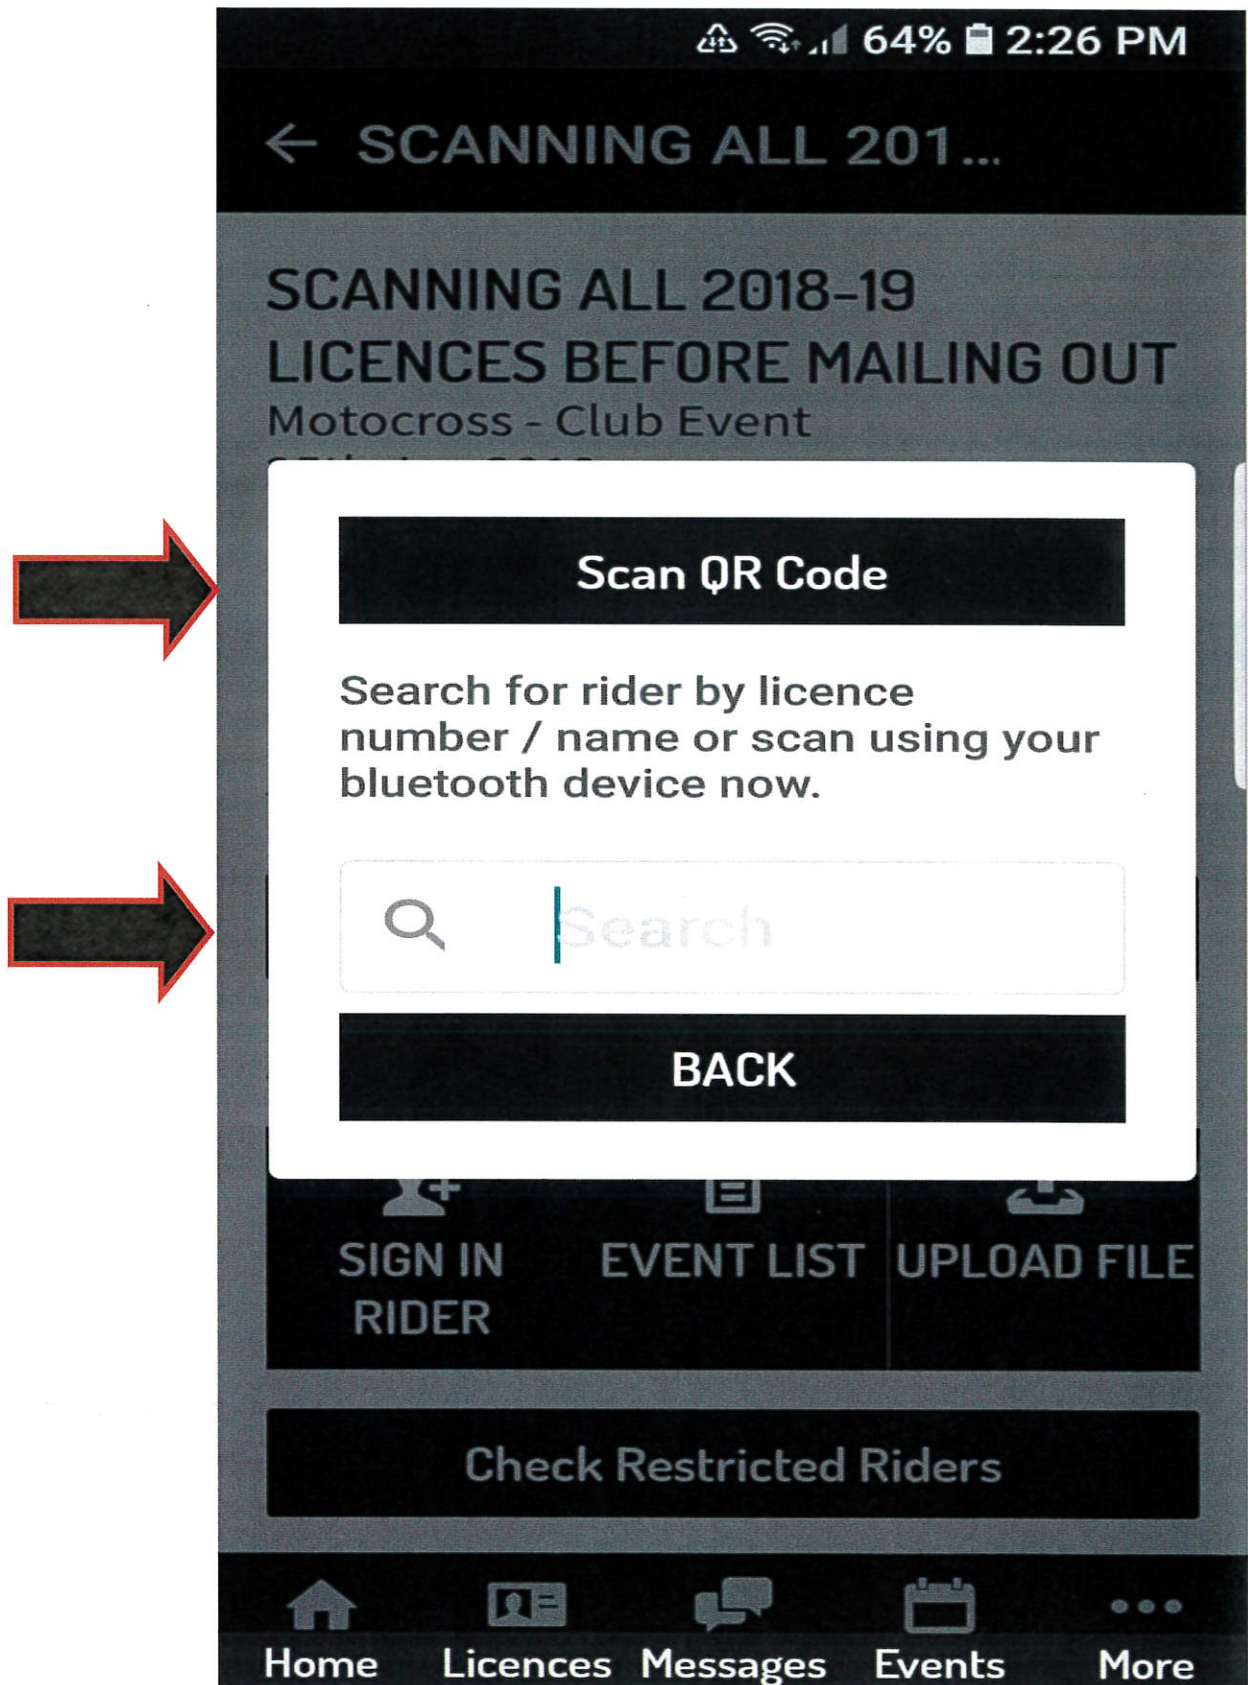 64% 2:26 PM
← SCANNING ALL 201...
SCANNING ALL 2018-19
LICENCES BEFORE MAILING OUT
Motocross - Club Event
Scan QR Code
Search for rider by licence
number / name or scan using your
bluetooth device now.
Search
BACK
SIGN IN
RIDER
EVENT LIST
UPLOAD FILE
Check Restricted Riders
Home Licences Messages Events More